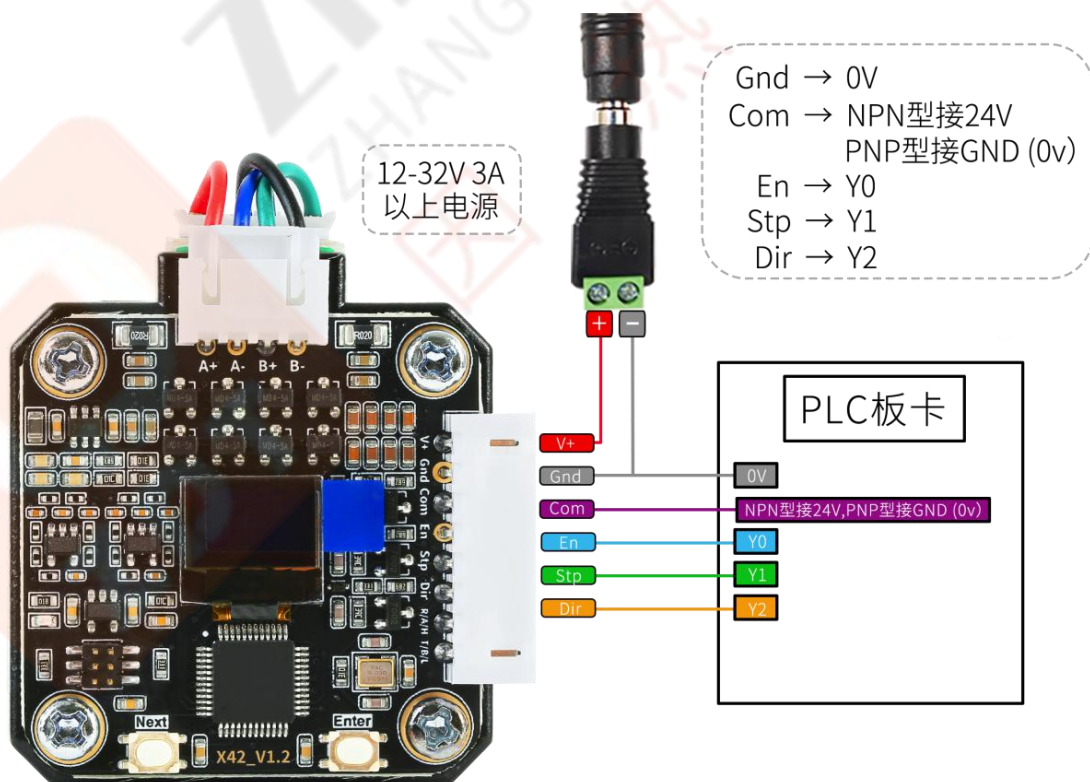 12-32V 3A
以上电源
Gnd → 0V
Com → NPN型接24V
PNP型接GND (0v)
En → Y0
Stp → Y1
Dir → Y2
R020
R020
A+ A- B+ B-
+ -
PLC板卡
V+
Gnd
Com
En
Stp
Dir
R/A/H
T/B/L
V+
Gnd
Com
En
Stp
Dir
0V
NPN型接24V,PNP型接GND (0v)
Y0
Y1
Y2
Next
Enter
X42_V1.2